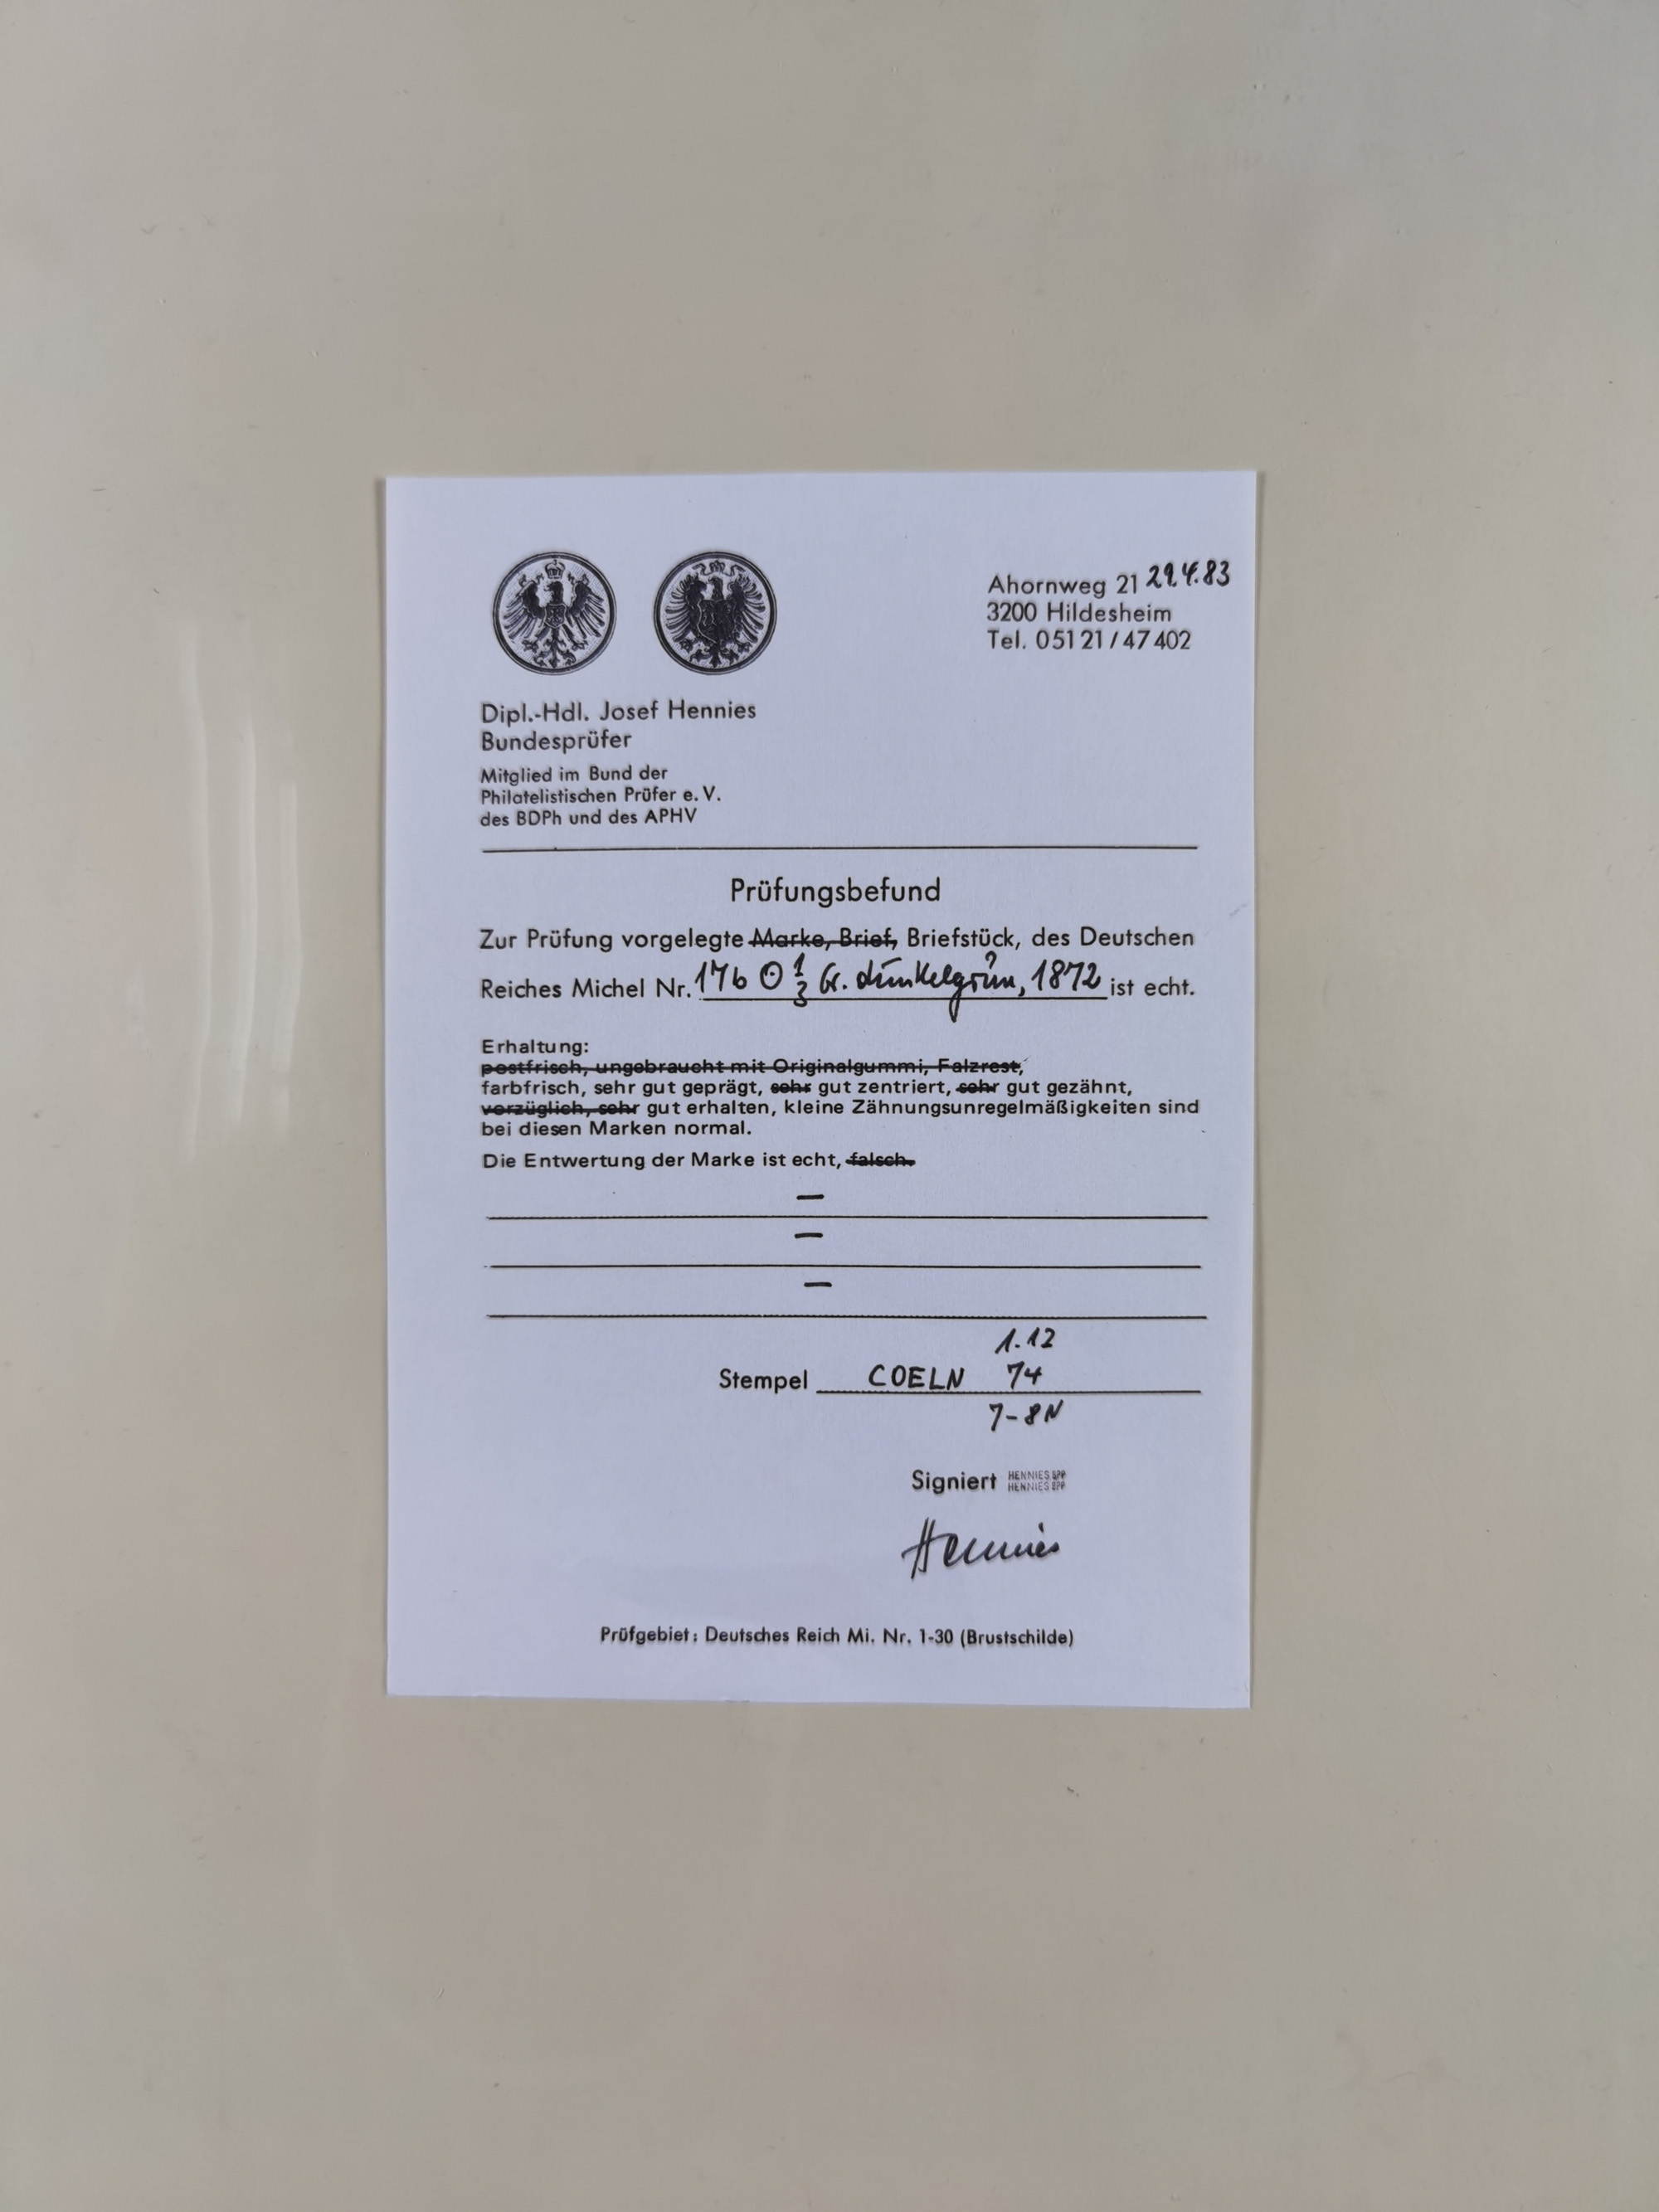 Ahornweg 21 29.4.83
3200 Hildesheim
Tel. 051 21 / 47 402
Dipl.-Hdl. Josef Hennies
Bundesprüfer
Mitglied im Bund der
Philatelistischen Prüfer e. V.
des BDPh und des APHV
Prüfungsbefund
Zur Prüfung vorgelegte Marke, Brief, Briefstück, des Deutschen
Reiches Michel Nr. 17b ⊙ 1/3 Gr. dunkelgrün, 1872 ist echt.
Erhaltung:
postfrisch, ungebraucht mit Originalgummi, Falzrest,
farbfrisch, sehr gut geprägt, sehr gut zentriert, sehr gut gezähnt,
vorzüglich, sehr gut erhalten, kleine Zähnungsunregelmäßigkeiten sind
bei diesen Marken normal.
Die Entwertung der Marke ist echt, falsch.
—
—
—
1.12
Stempel COELN 74
7-8N
Signiert HENNIES BPP
HENNIES BPP
Hennies
Prüfgebiet: Deutsches Reich Mi. Nr. 1-30 (Brustschilde)